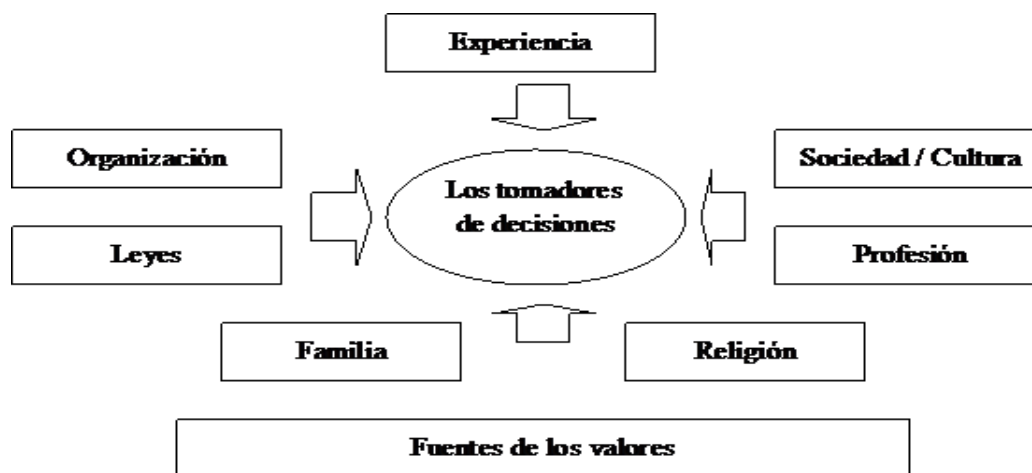 Experiencia
Organización
Sociedad / Cultura
Los tomadores
de decisiones
Leyes
Profesión
Familia
Religión
Fuentes de los valores